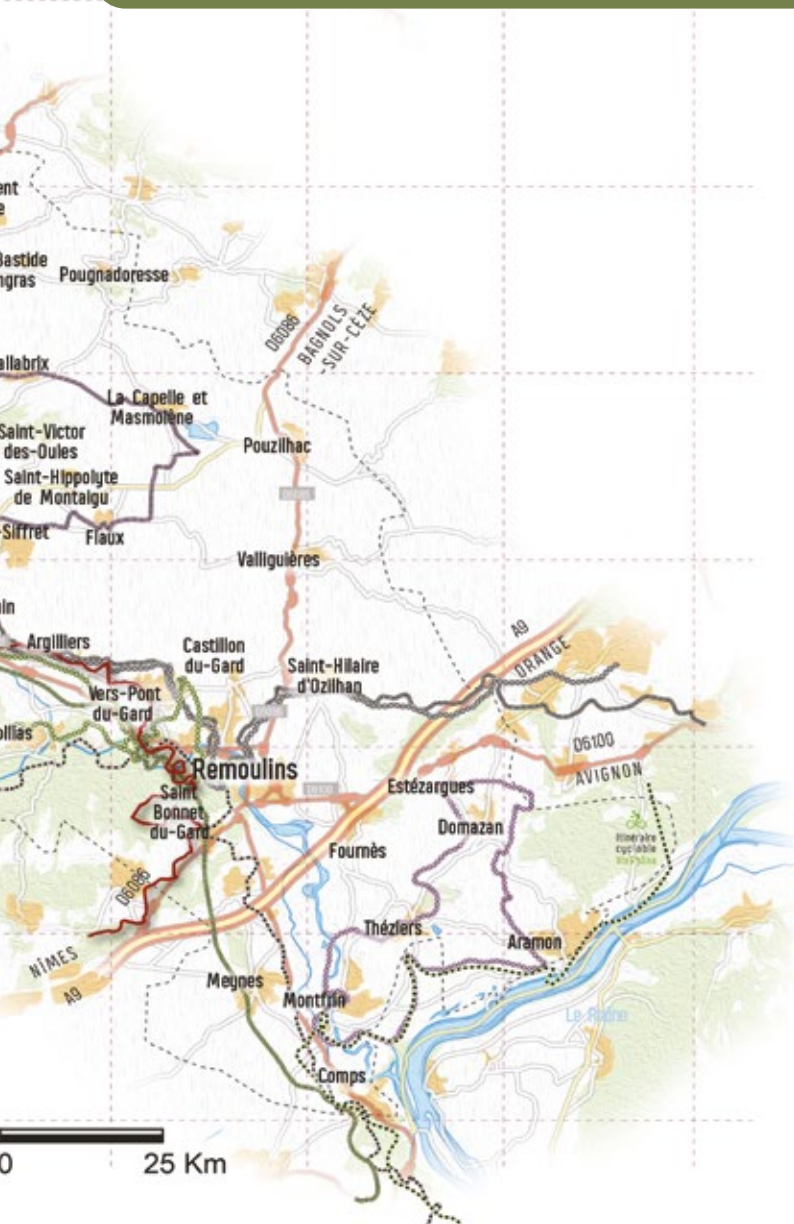 ent
e
Bastide
ngras
Pougnadoresse
D6086
BAGNOLS
-SUR-CÈZE
allabrix
La Capelle et
Masmolène
Saint-Victor
des-Oules
Pouzilhac
Saint-Hippolyte
de Montaigu
-Siffret
Flaux
Valliguières
in
A9
ORANGE
Argilliers
Castillon
du-Gard
Saint-Hilaire
d'Ozilhan
Vers-Pont
du-Gard
ollias
D6100
AVIGNON
Remoulins
D6100
Estézargues
Saint
Bonnet
du-Gard
Domazan
Itinéraire
cyclable
Fournès
D6086
Théziers
Aramon
NÎMES
A9
Meynes
Montfrin
Le Rhône
Comps
0
25 Km